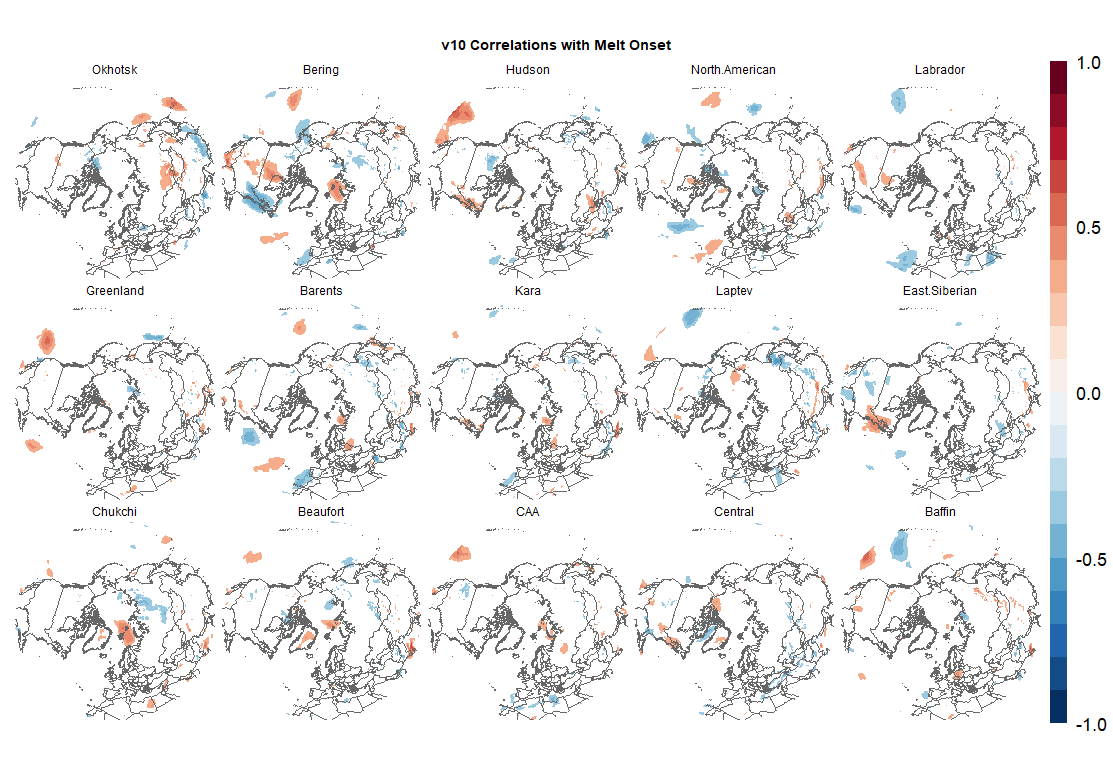 v10 Correlations with Melt Onset
Okhotsk
Bering
Hudson
North.American
Labrador
Greenland
Barents
Kara
Laptev
East.Siberian
Chukchi
Beaufort
CAA
Central
Baffin
1.0
0.5
0.0
-0.5
-1.0